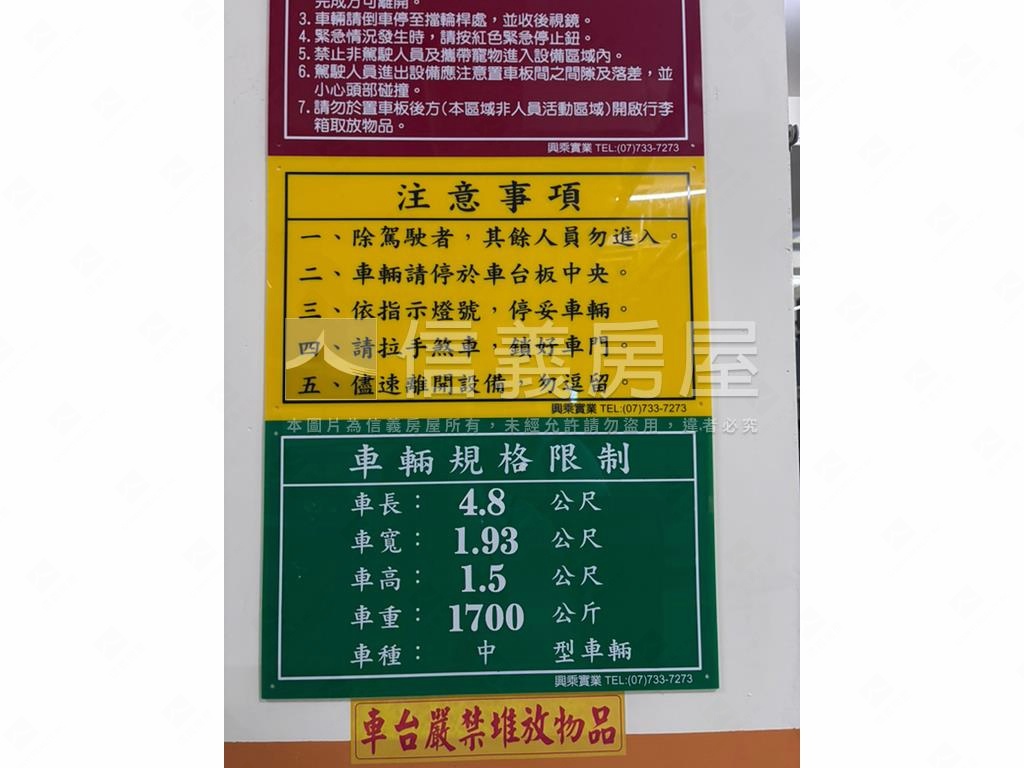 完成方可離開。
3. 車輛請倒車停至擋輪桿處，並收後視鏡。
4. 緊急情況發生時，請按紅色緊急停止鈕。
5. 禁止非駕駛人員及攜帶寵物進入設備區域內。
6. 駕駛人員進出設備應注意置車板間之間隙及落差，並
小心頭部碰撞。
7. 請勿於置車板後方(本區域非人員活動區域)開啟行李
箱取放物品。
興乘實業 TEL:(07)733-7273
注意事項
一、除駕駛者，其餘人員勿進入。
二、車輛請停於車台板中央。
三、依指示燈號，停妥車輛。
四、請拉手煞車，鎖好車門。
五、儘速離開設備，勿逗留。
興乘實業 TEL:(07)733-7273
信義房屋
本圖片為信義房屋所有，未經允許請勿盜用，違者必究
車輛規格限制
車長： 4.8 公尺
車寬： 1.93 公尺
車高： 1.5 公尺
車重： 1700 公斤
車種： 中 型車輛
興乘實業 TEL:(07)733-7273
車台嚴禁堆放物品